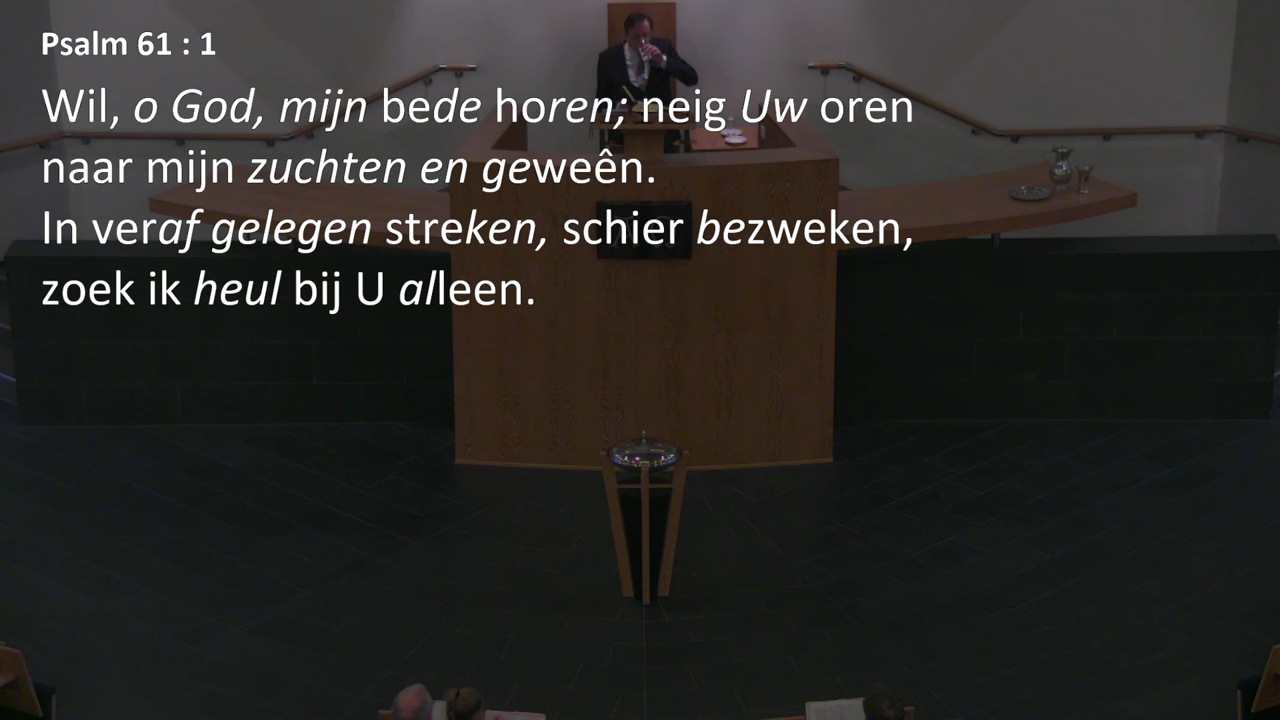 Psalm 61 : 1
Wil, o God, mijn bede horen; neig Uw oren
naar mijn zuchten en geweên.
In veraf gelegen streken, schier bezweken,
zoek ik heul bij U alleen.